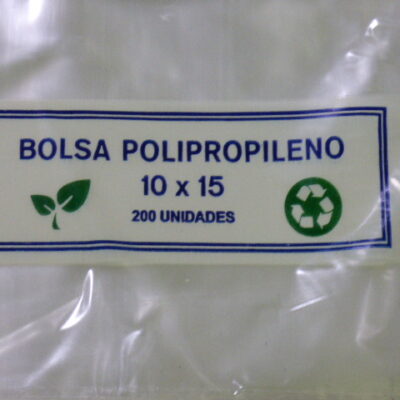 BOLSA POLIPROPILENO
10 x 15
200 UNIDADES